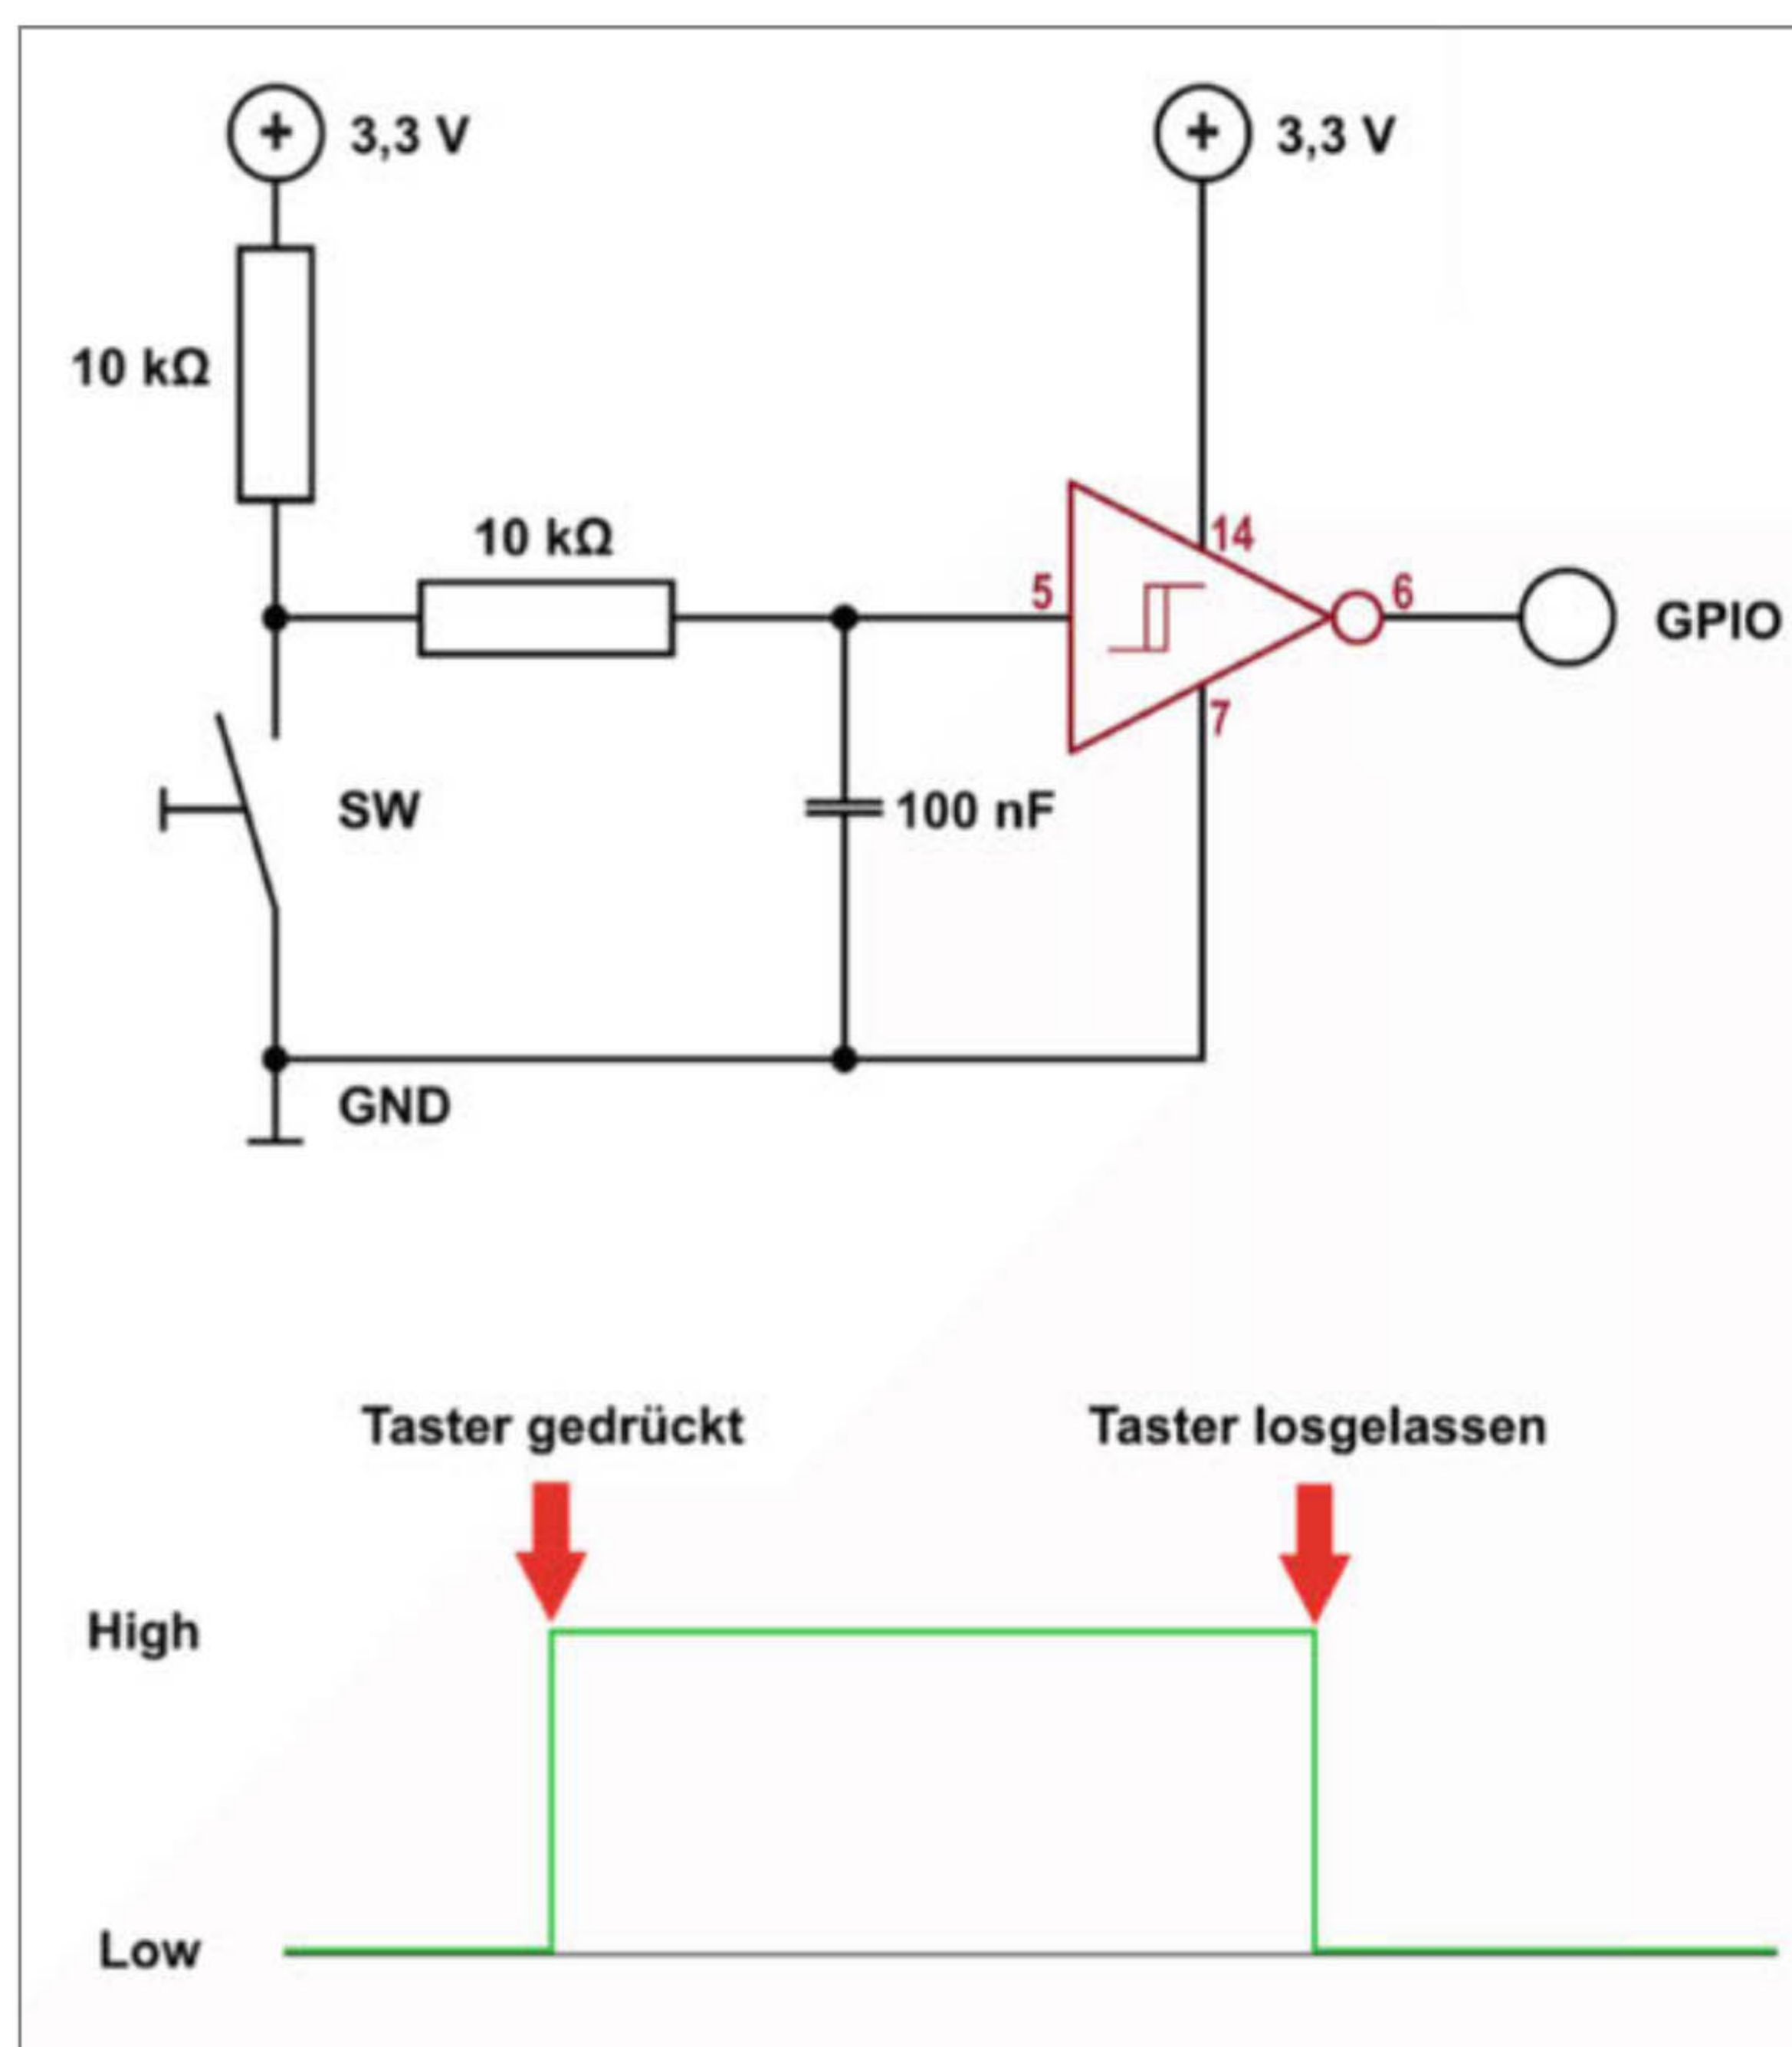 + 3,3 V
+ 3,3 V
10 kΩ
10 kΩ
14
5
6
GPIO
7
SW
100 nF
GND
Taster gedrückt
Taster losgelassen
High
Low